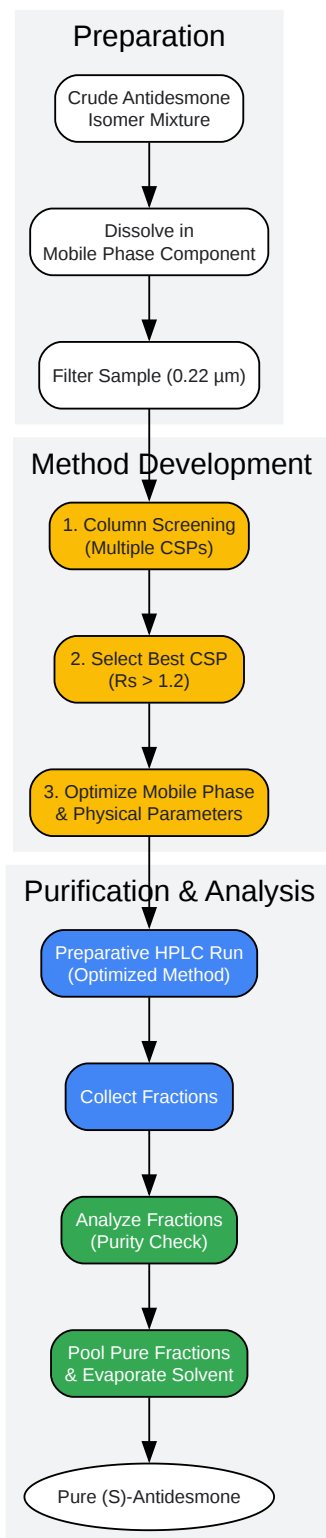 Preparation
Crude Antidesmone
Isomer Mixture
Dissolve in
Mobile Phase Component
Filter Sample (0.22 µm)
Method Development
1. Column Screening
(Multiple CSPs)
2. Select Best CSP
(Rs > 1.2)
3. Optimize Mobile Phase
& Physical Parameters
Purification & Analysis
Preparative HPLC Run
(Optimized Method)
Collect Fractions
Analyze Fractions
(Purity Check)
Pool Pure Fractions
& Evaporate Solvent
Pure (S)-Antidesmone